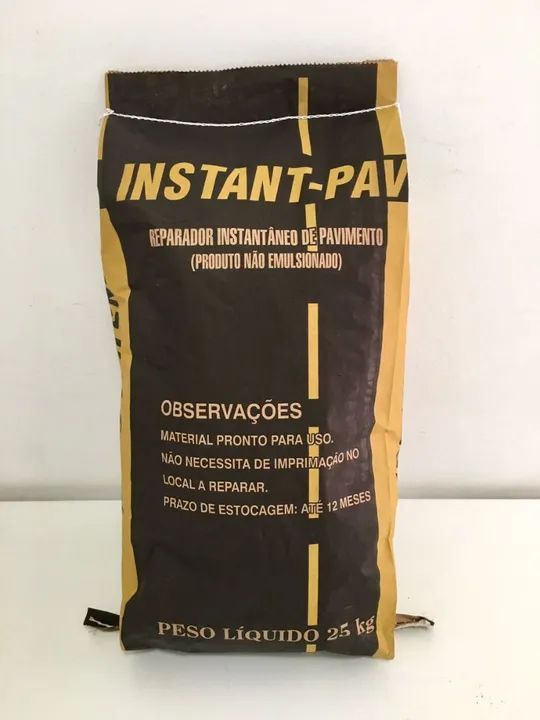 INSTANT-PAV
REPARADOR INSTANTÂNEO DE PAVIMENTO
(PRODUTO NÃO EMULSIONADO)
OBSERVAÇÕES
MATERIAL PRONTO PARA USO.
NÃO NECESSITA DE IMPRIMAÇÃO NO
LOCAL A REPARAR.
PRAZO DE ESTOCAGEM: ATÉ 12 MESES
PESO LÍQUIDO 25 kg